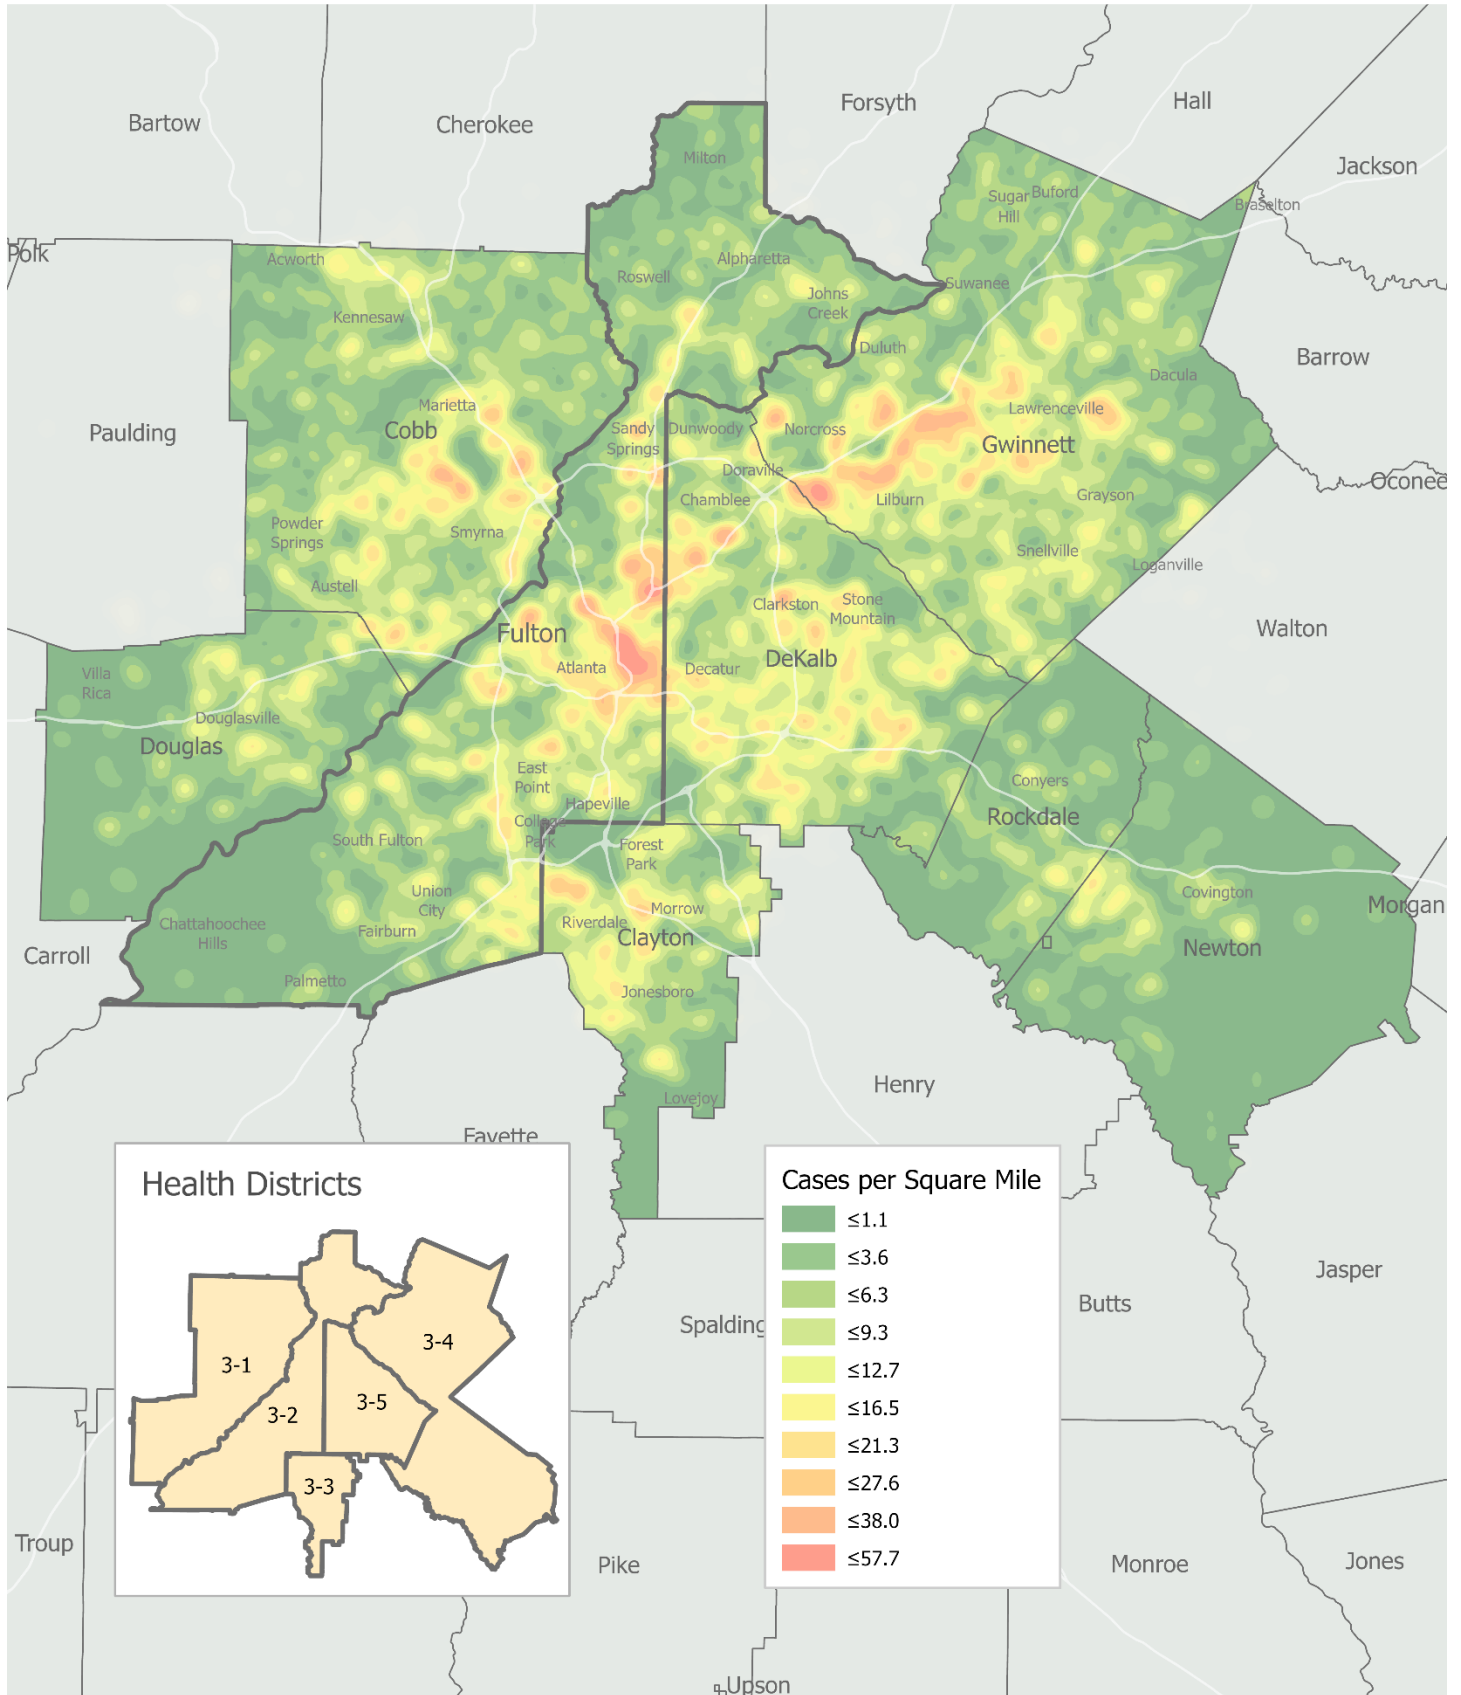 Forsyth
Hall
Bartow
Cherokee
Milton
Jackson
Sugar
Hill
Buford
Braselton
Polk
Acworth
Alpharetta
Roswell
Suwanee
Johns
Creek
Kennesaw
Duluth
Barrow
Dacula
Marietta
Lawrenceville
Paulding
Cobb
Sandy
Springs
Dunwoody
Norcross
Gwinnett
Doraville
Oconee
Chamblee
Lilburn
Grayson
Powder
Springs
Smyrna
Snellville
Loganville
Austell
Clarkston
Stone
Mountain
Fulton
Walton
Villa
Rica
Atlanta
Decatur
DeKalb
Douglasville
Douglas
East
Point
Conyers
Hapeville
Rockdale
College
Park
South Fulton
Forest
Park
Union
City
Covington
Morgan
Chattahoochee
Hills
Fairburn
Riverdale
Morrow
Clayton
Newton
Carroll
Palmetto
Jonesboro
Henry
Lovejoy
Fayette
Health Districts
3-1
3-2
3-3
3-4
3-5
Cases per Square Mile
≤1.1
≤3.6
≤6.3
≤9.3
≤12.7
≤16.5
≤21.3
≤27.6
≤38.0
≤57.7
Jasper
Butts
Spalding
Troup
Pike
Monroe
Jones
Upson